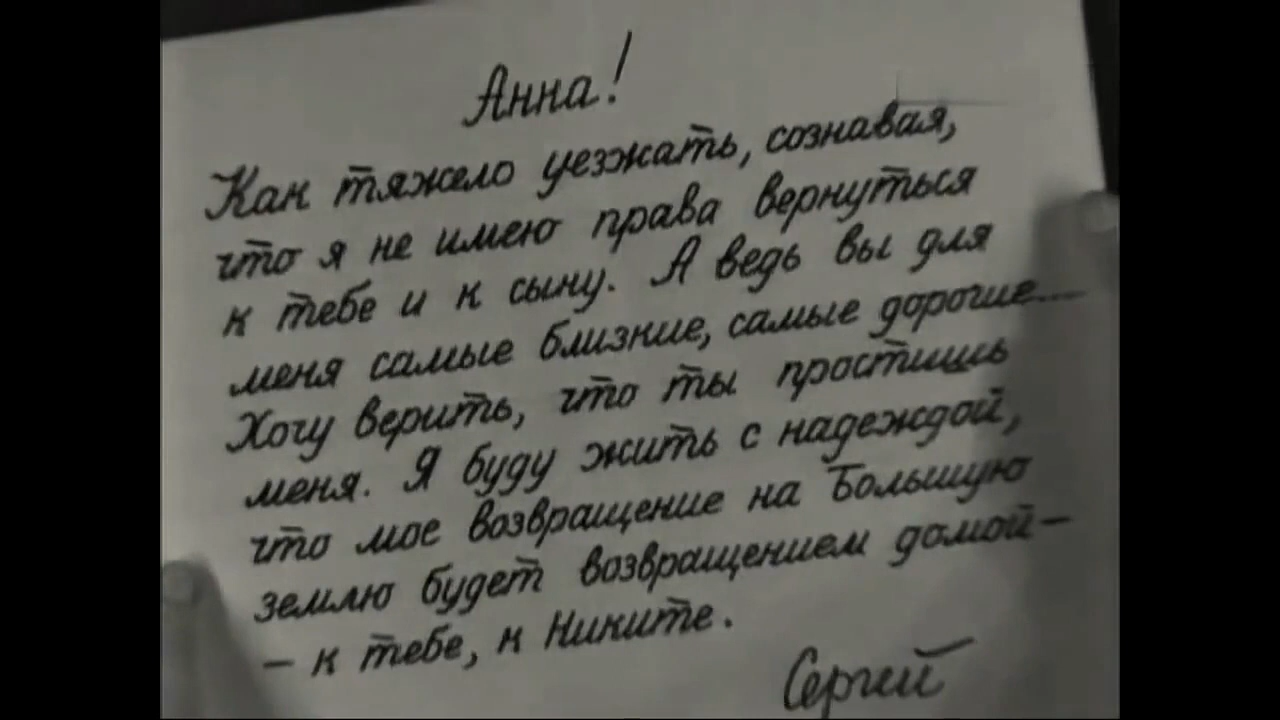 Анна!
Как тяжело уезжать, сознавая,
что я не имею права вернуться
к тебе и к сыну. А ведь вы для
меня самые близкие, самые дорогие...
Хочу верить, что ты простишь
меня. Я буду жить с надеждой,
что мое возвращение на Большую
землю будет возвращением домой –
– к тебе, к Никите.
Сергей